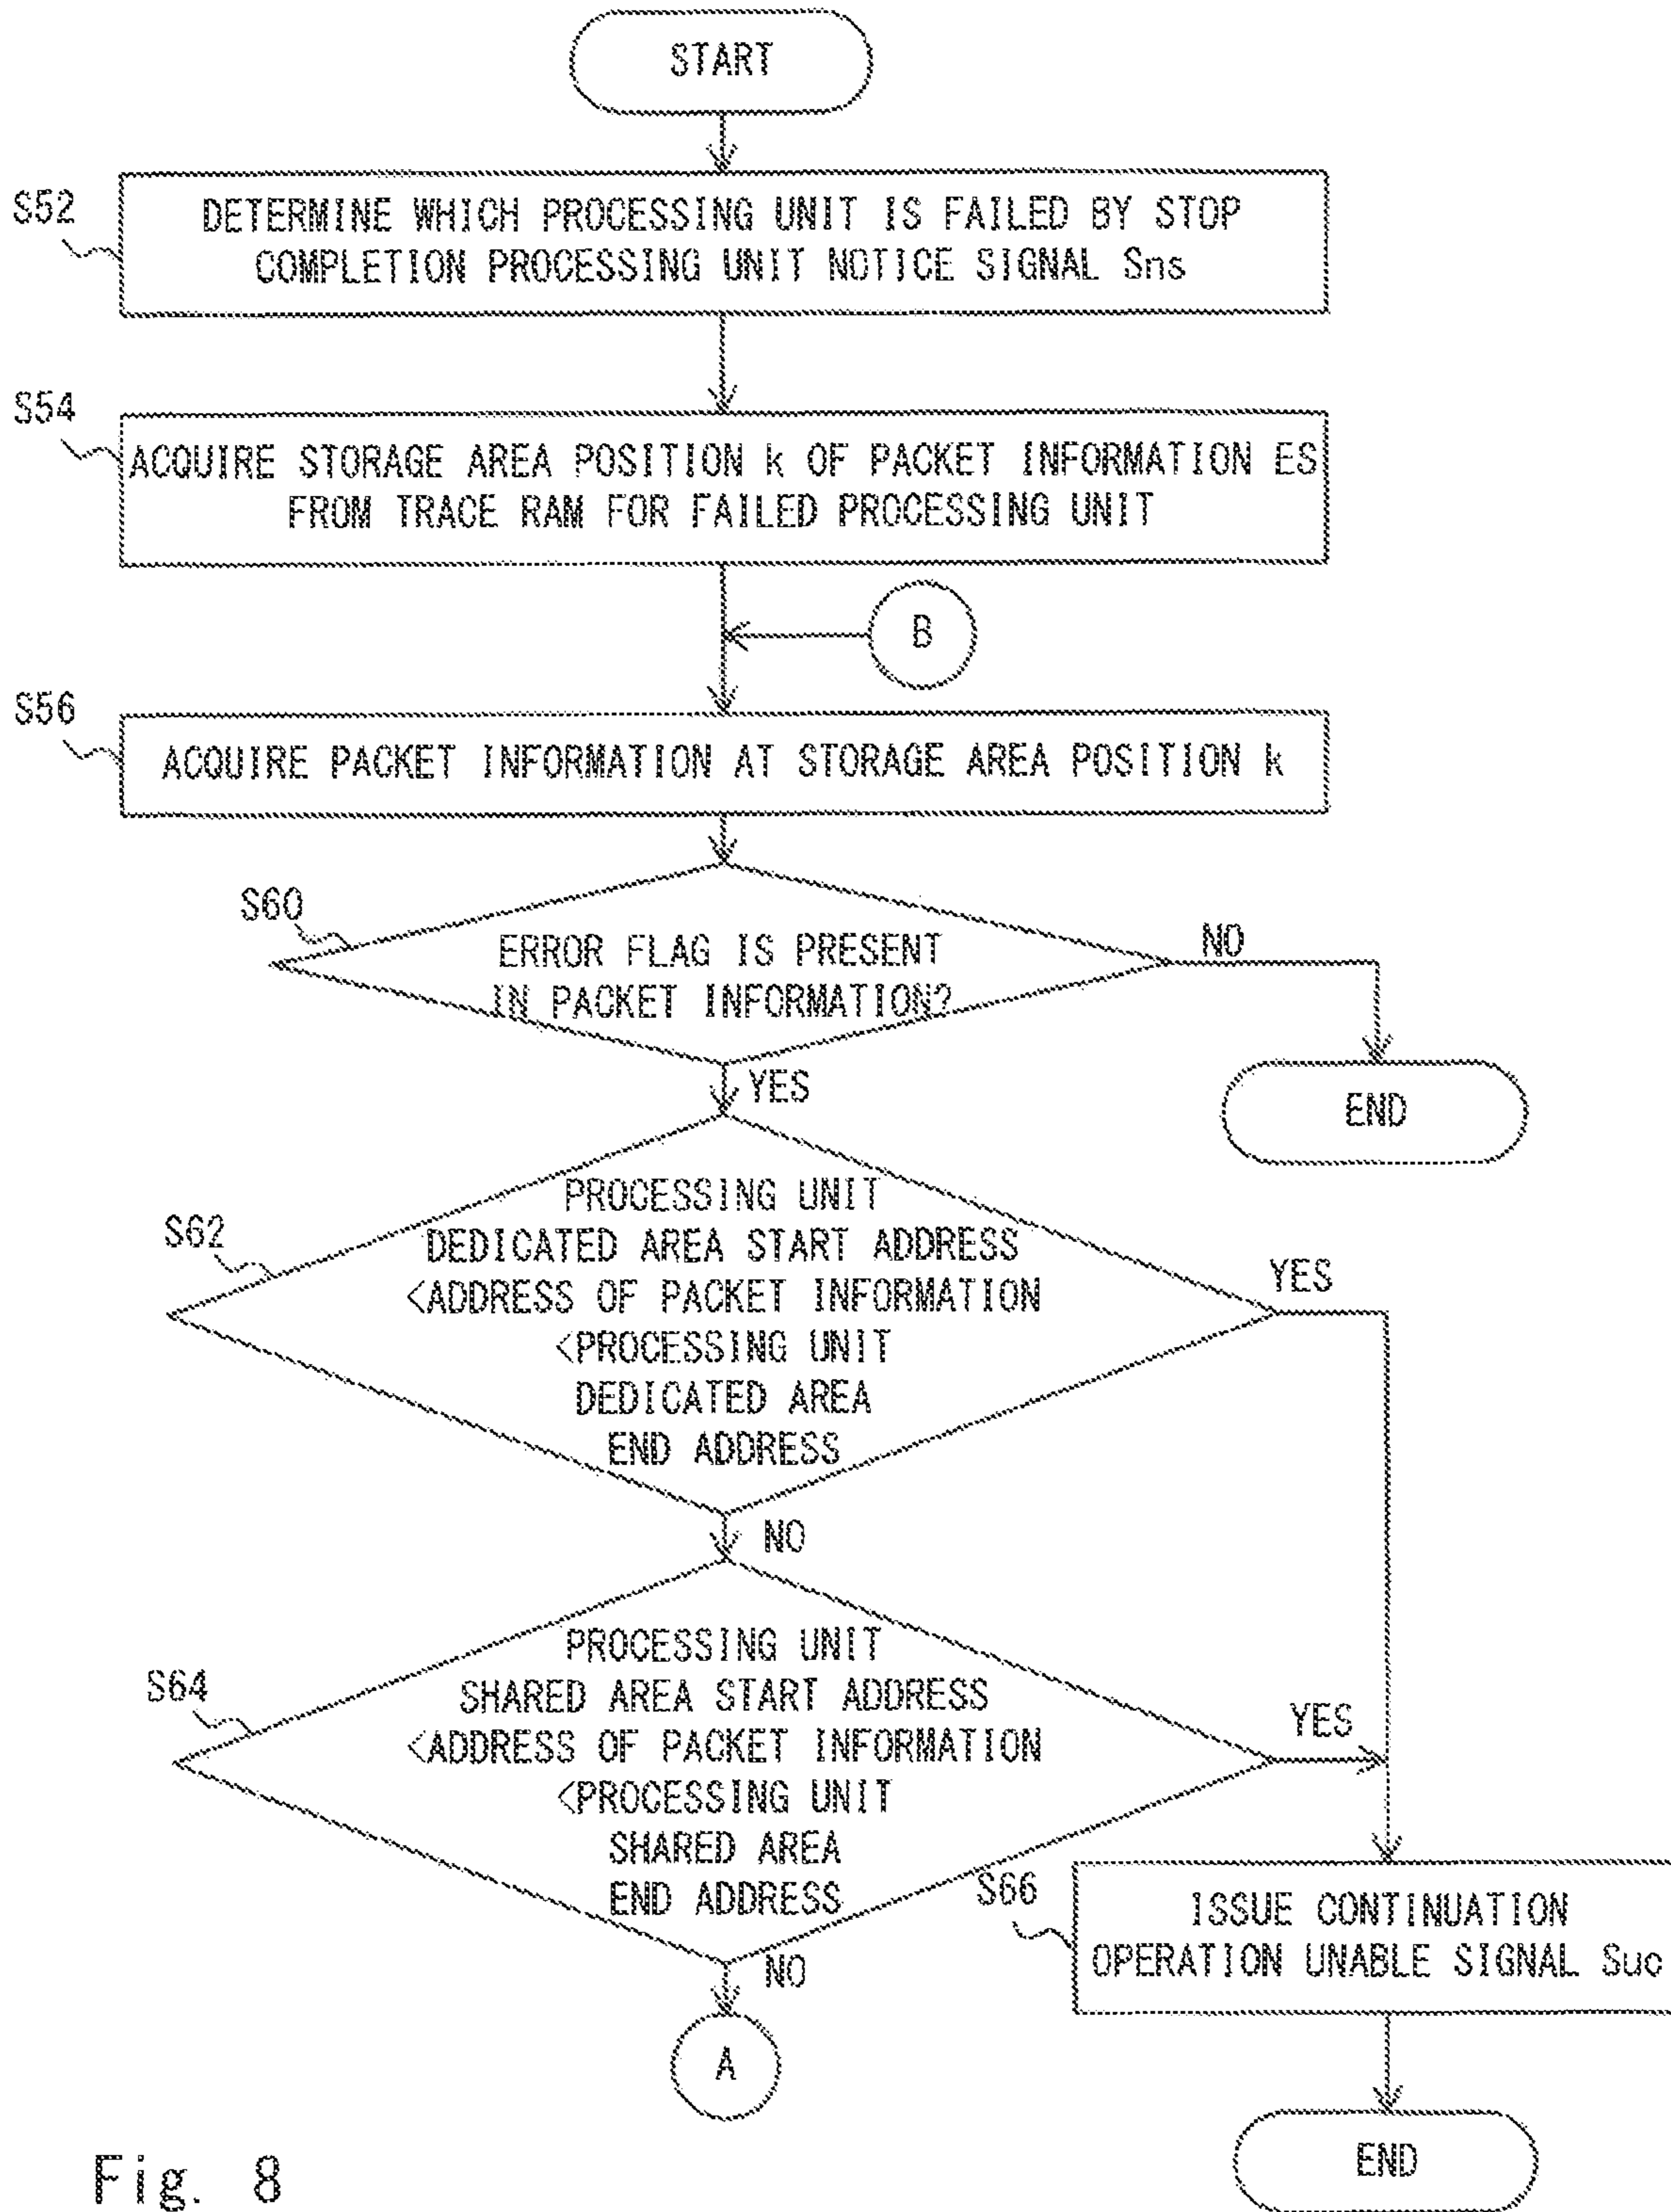 START
S52
DETERMINE WHICH PROCESSING UNIT IS FAILED BY STOP
COMPLETION PROCESSING UNIT NOTICE SIGNAL Sns
S54
ACQUIRE STORAGE AREA POSITION k OF PACKET INFORMATION ES
FROM TRACE RAM FOR FAILED PROCESSING UNIT
B
S56
ACQUIRE PACKET INFORMATION AT STORAGE AREA POSITION k
S60
ERROR FLAG IS PRESENT
IN PACKET INFORMATION?
NO
YES
END
S62
PROCESSING UNIT
DEDICATED AREA START ADDRESS
<ADDRESS OF PACKET INFORMATION
<PROCESSING UNIT
DEDICATED AREA
END ADDRESS
YES
NO
S64
PROCESSING UNIT
SHARED AREA START ADDRESS
<ADDRESS OF PACKET INFORMATION
<PROCESSING UNIT
SHARED AREA
END ADDRESS
YES
NO
S66
ISSUE CONTINUATION
OPERATION UNABLE SIGNAL Suc
A
END
Fig. 8